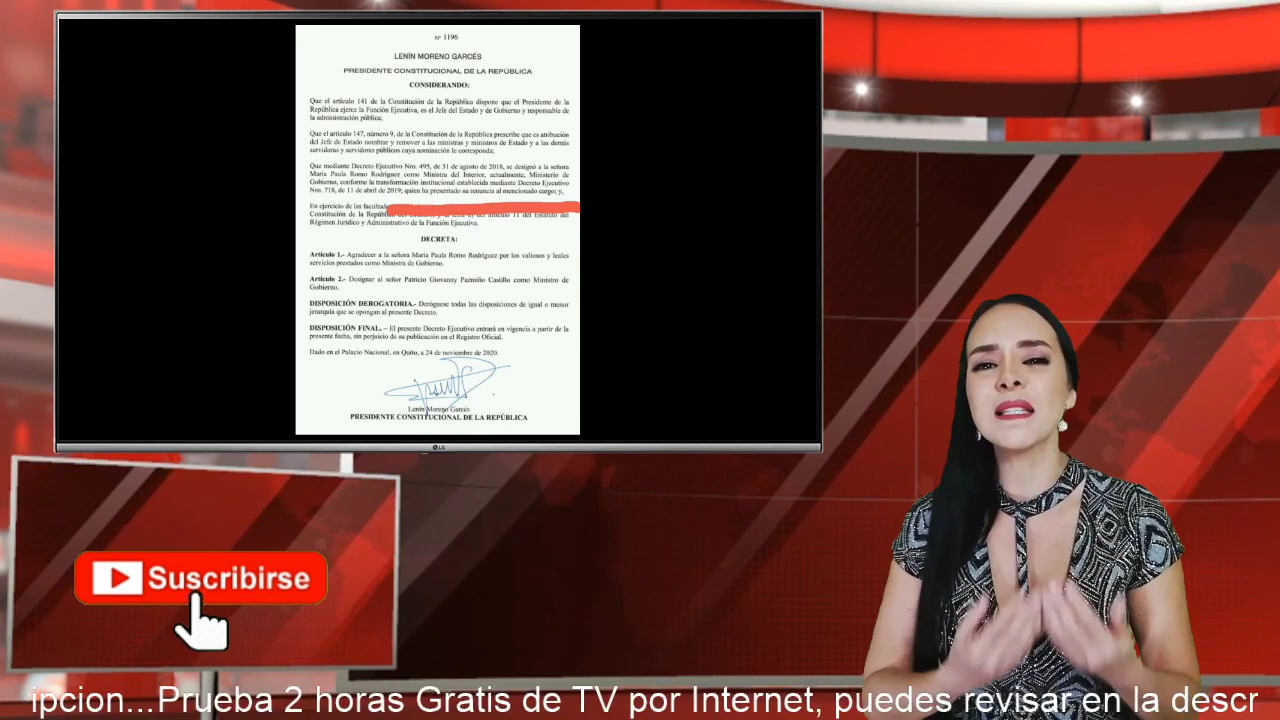 Nº 1196
LENÍN MORENO GARCÉS
PRESIDENTE CONSTITUCIONAL DE LA REPÚBLICA
CONSIDERANDO:
Que el artículo 141 de la Constitución de la República dispone que el Presidente de la
República ejerce la Función Ejecutiva, es el Jefe del Estado y de Gobierno y responsable de
la administración pública;
Que el artículo 147, número 9, de la Constitución de la República prescribe que es atribución
del Jefe de Estado nombrar y remover a las ministras y ministros de Estado y a las demás
servidoras y servidores públicos cuya nominación le corresponda;
Que mediante Decreto Ejecutivo Nro. 495, de 31 de agosto de 2018, se designó a la señora
María Paula Romo Rodríguez como Ministra del Interior, actualmente, Ministerio de
Gobierno, conforme la transformación institucional establecida mediante Decreto Ejecutivo
Nro. 718, de 11 de abril de 2019; quien ha presentado su renuncia al mencionado cargo; y,
En ejercicio de las
Constitución de la del artículo 11 del Estatuto del
Régimen Jurídico y Administrativo de la Función Ejecutiva.
DECRETA:
Artículo 1.- Agradecer a la señora María Paula Romo Rodríguez por los valiosos y leales
servicios prestados como Ministra de Gobierno.
Artículo 2.- Designar al señor Patricio Giovanny Pazmiño Castillo como Ministro de
Gobierno.
DISPOSICIÓN DEROGATORIA.- Deróguese todas las disposiciones de igual o menor
jerarquía que se opongan al presente Decreto.
DISPOSICIÓN FINAL. – El presente Decreto Ejecutivo entrará en vigencia a partir de la
presente fecha, sin perjuicio de su publicación en el Registro Oficial.
Dado en el Palacio Nacional, en Quito, a 24 de noviembre de 2020.
Lenín Moreno Garcés
PRESIDENTE CONSTITUCIONAL DE LA REPÚBLICA
LG
Suscribirse
ipcion...Prueba 2 horas Gratis de TV por Internet, puedes revisar en la descr